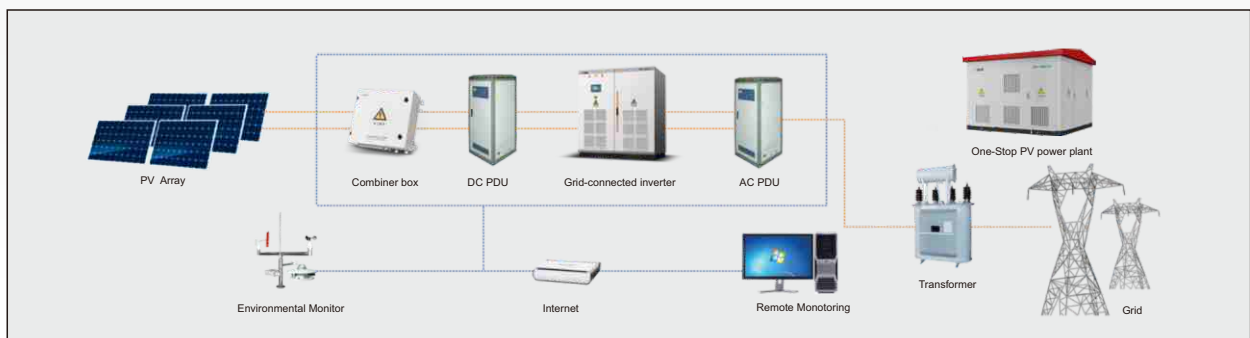 One-Stop PV power plant
PV Array
Combiner box
DC PDU
Grid-connected inverter
AC PDU
Environmental Monitor
Internet
Remote Monotoring
Transformer
Grid